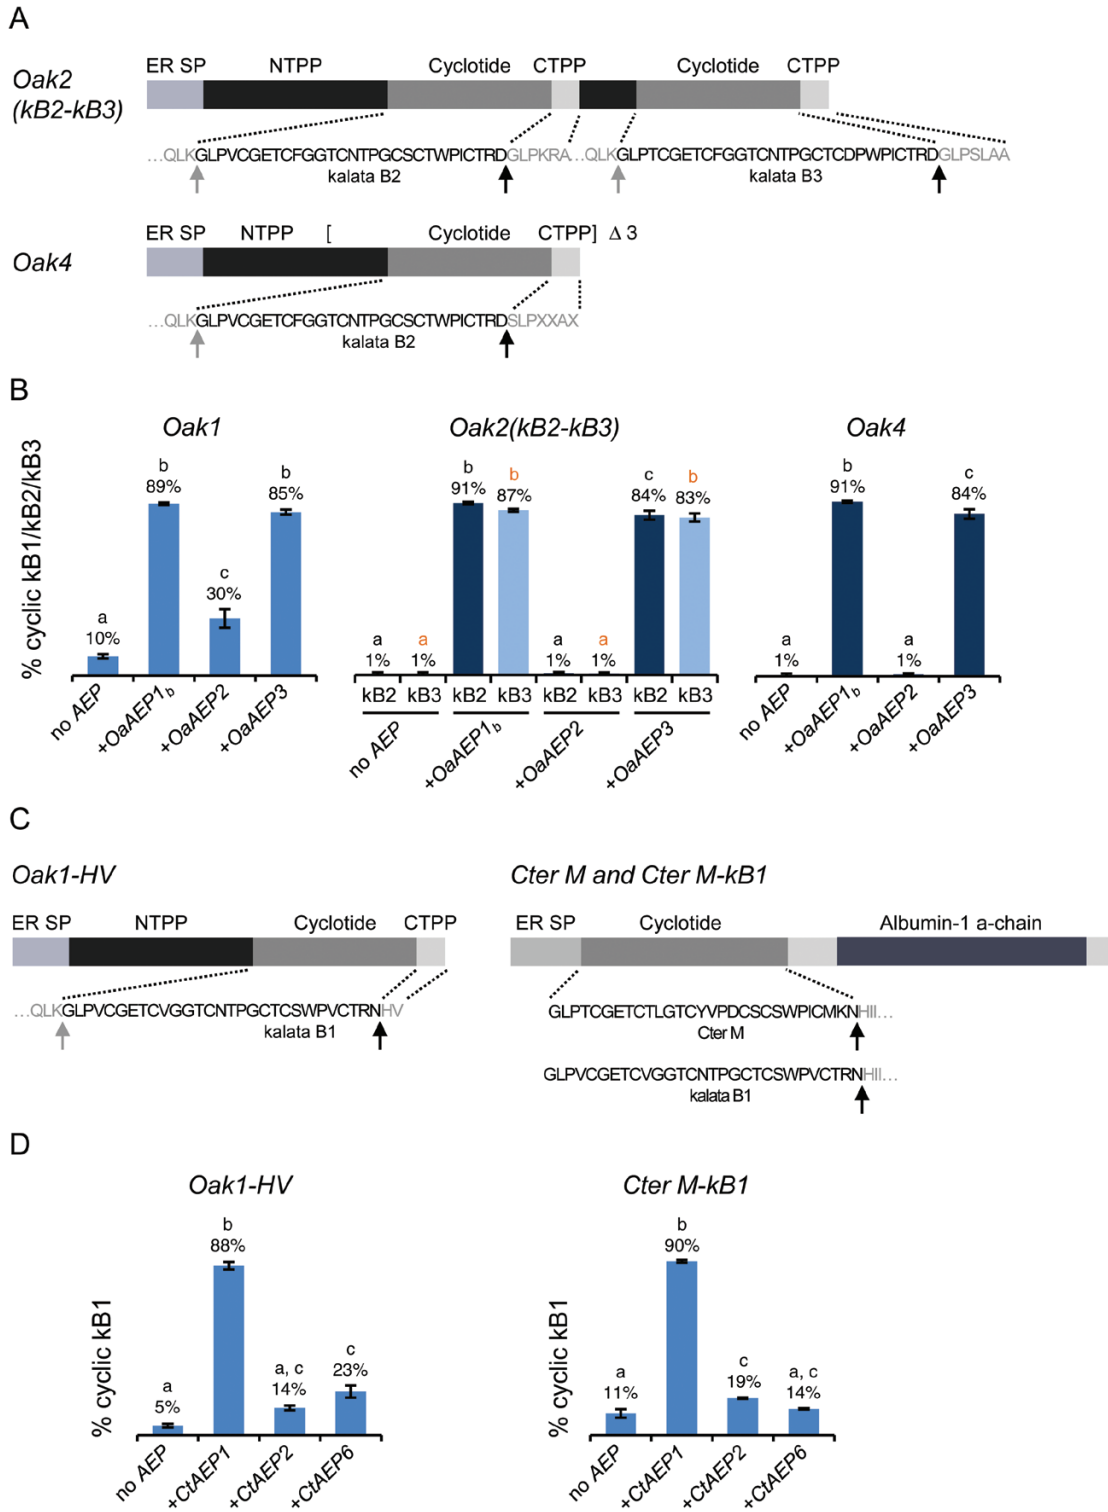 A
ER SP NTPP Cyclotide CTPP Cyclotide CTPP
Oak2
(kB2-kB3)
...QLKGLPVCGETCFGGTCNTPGCSCTWPICTRDGLPKRA...QLKGLPTCGETCFGGTCNTPGCTCDPWPICTRDGLPSLAA
kalata B2 kalata B3
ER SP NTPP [ Cyclotide CTPP] Δ 3
Oak4
...QLKGLPVCGETCFGGTCNTPGCSCTWPICTRDSLPXXAX
kalata B2
B
Oak1 Oak2(kB2-kB3) Oak4
% cyclic kB1/kB2/kB3
a 10% b 89% c 30% b 85%
a 1% a 1% b 91% b 87% a 1% a 1% c 84% b 83%
a 1% b 91% a 1% c 84%
kB2 kB3 kB2 kB3 kB2 kB3 kB2 kB3
no AEP +OaAEP1b +OaAEP2 +OaAEP3
no AEP +OaAEP1b +OaAEP2 +OaAEP3
no AEP +OaAEP1b +OaAEP2 +OaAEP3
C
Oak1-HV Cter M and Cter M-kB1
ER SP NTPP Cyclotide CTPP
ER SP Cyclotide Albumin-1 a-chain
...QLKGLPVCGETCVGGTCNTPGCTCSWPVCTRNHV
kalata B1
GLPTCGETCTLGTCYVPDCSCSWPICMKNHII...
Cter M
GLPVCGETCVGGTCNTPGCTCSWPVCTRNHII...
kalata B1
D
Oak1-HV Cter M-kB1
% cyclic kB1
a 5% b 88% a, c 14% c 23%
no AEP +CtAEP1 +CtAEP2 +CtAEP6
% cyclic kB1
a 11% b 90% c 19% a, c 14%
no AEP +CtAEP1 +CtAEP2 +CtAEP6